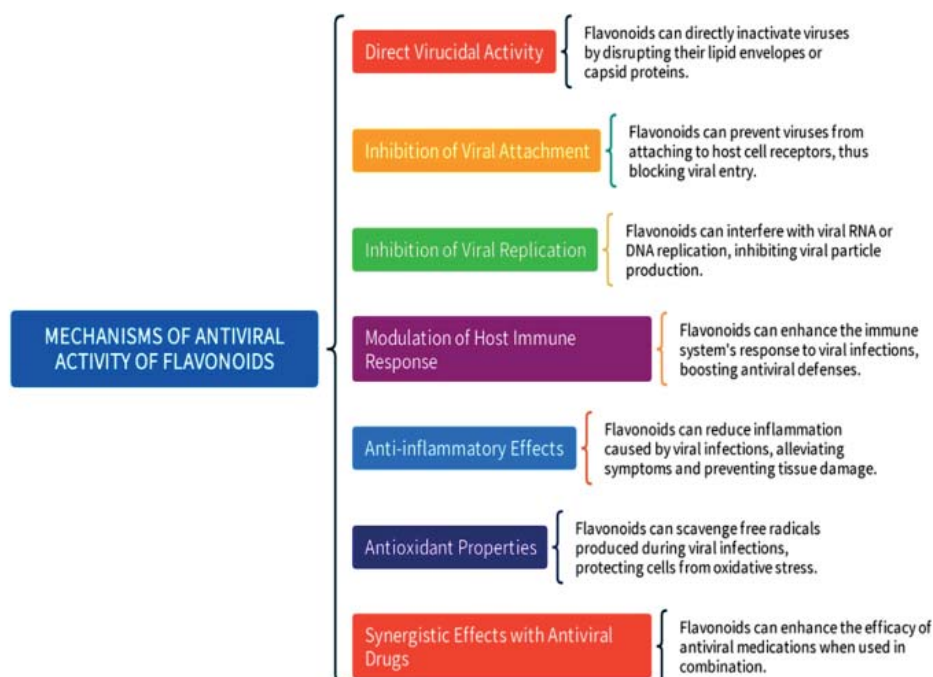 Direct Virucidal Activity
Flavonoids can directly inactivate viruses
by disrupting their lipid envelopes or
capsid proteins.
Inhibition of Viral Attachment
Flavonoids can prevent viruses from
attaching to host cell receptors, thus
blocking viral entry.
Inhibition of Viral Replication
Flavonoids can interfere with viral RNA or
DNA replication, inhibiting viral particle
production.
MECHANISMS OF ANTIVIRAL
ACTIVITY OF FLAVONOIDS
Modulation of Host Immune
Response
Flavonoids can enhance the immune
system's response to viral infections,
boosting antiviral defenses.
Anti-inflammatory Effects
Flavonoids can reduce inflammation
caused by viral infections, alleviating
symptoms and preventing tissue damage.
Antioxidant Properties
Flavonoids can scavenge free radicals
produced during viral infections,
protecting cells from oxidative stress.
Synergistic Effects with Antiviral
Drugs
Flavonoids can enhance the efficacy of
antiviral medications when used in
combination.